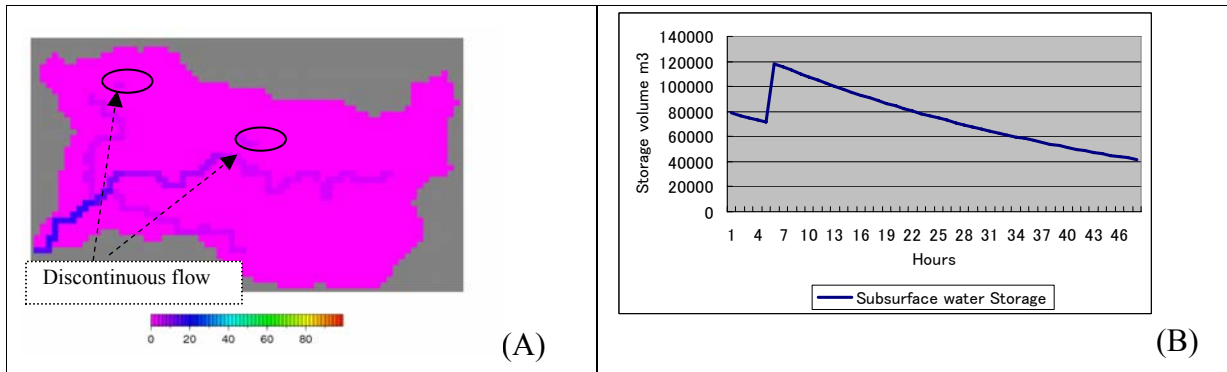 Discontinuous flow
0 20 40 60 80
(A)
Storage volume m3
140000
120000
100000
80000
60000
40000
20000
0
1 4 7 10 13 16 19 22 25 28 31 34 37 40 43 46
Hours
Subsurface water Storage
(B)